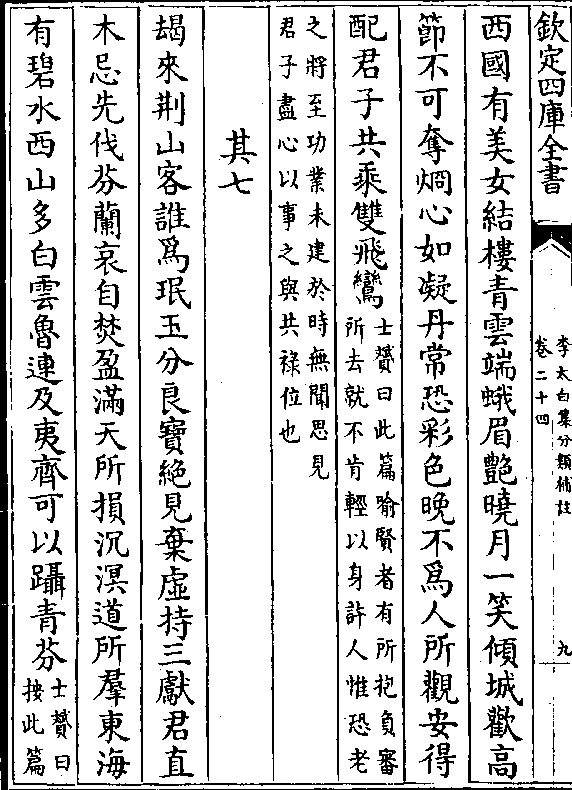 欽定四庫全書
李太白集分類補註
卷二十四
九
西國有美女結樓青雲端蛾眉艷曉月一笑傾城歡高
節不可奪烱心如凝丹常恐彩色晚不爲人所觀安得
配君子共乘雙飛鸞
士贇曰此篇喻賢者有所抱負審
所去就不肯輕以身許人惟恐老
之將至功業未建於時無聞思見
君子盡心以事之與共祿位也
其七
朅來荆山客誰爲珉玉分良寶絶見棄虛持三獻君直
木忌先伐芬蘭哀自焚盈滿天所損沉溟道所羣東海
有碧水西山多白雲魯連及夷齊可以躡青芬
士贇曰
按此篇